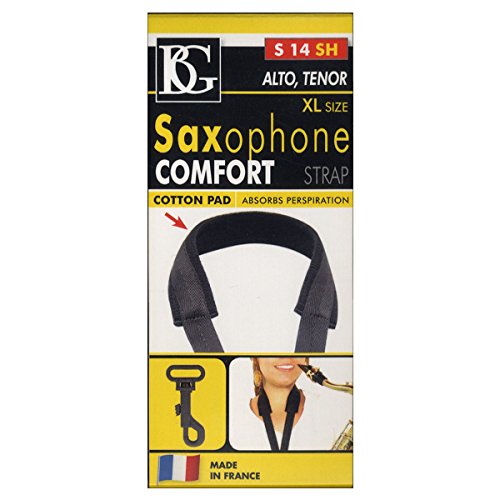 BG
S 14 SH
ALTO, TENOR
XL SIZE
Saxophone
COMFORT STRAP
COTTON PAD ABSORBS PERSPIRATION
MADE
IN FRANCE